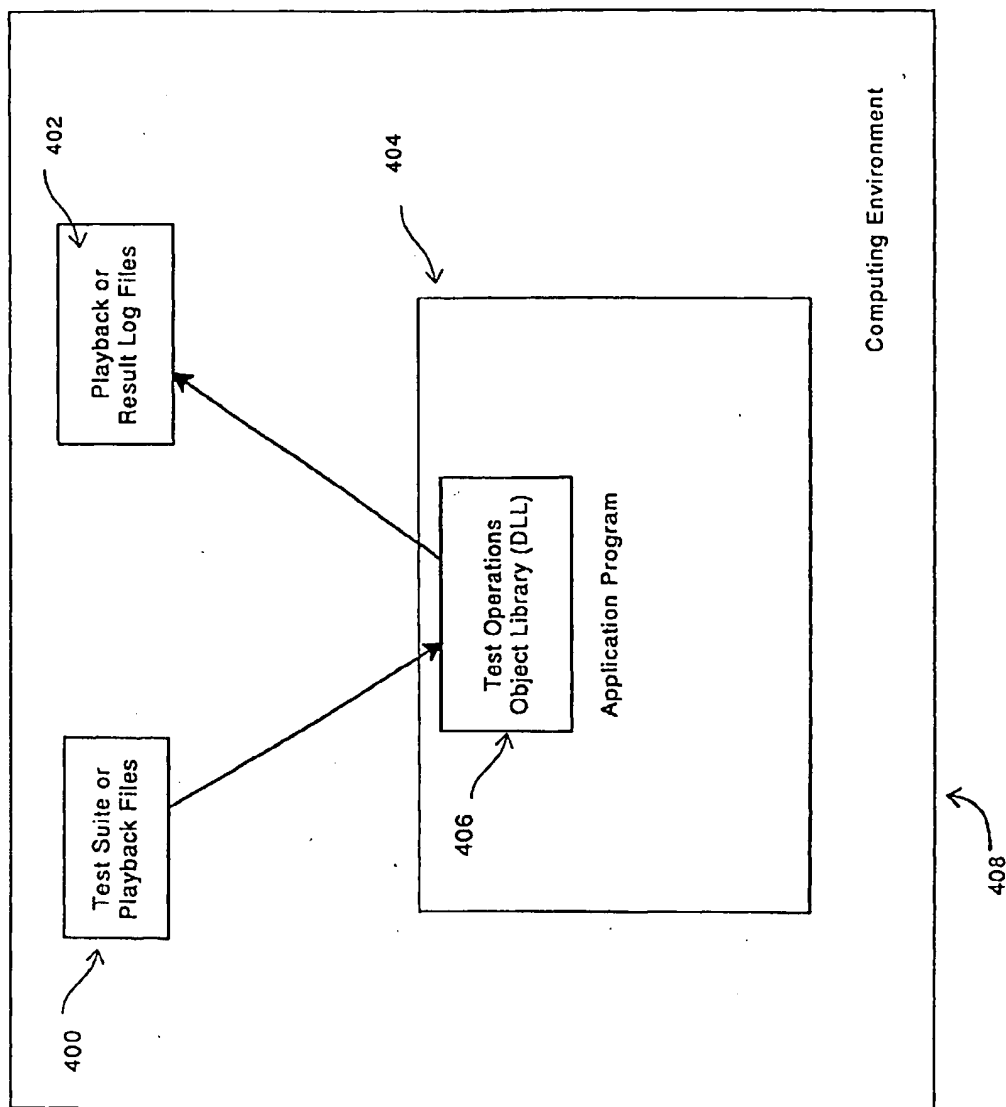 400
Test Suite or
Playback Files
Playback or
Result Log Files
402
404
406
Test Operations
Object Library (DLL)
Application Program
Computing Environment
408